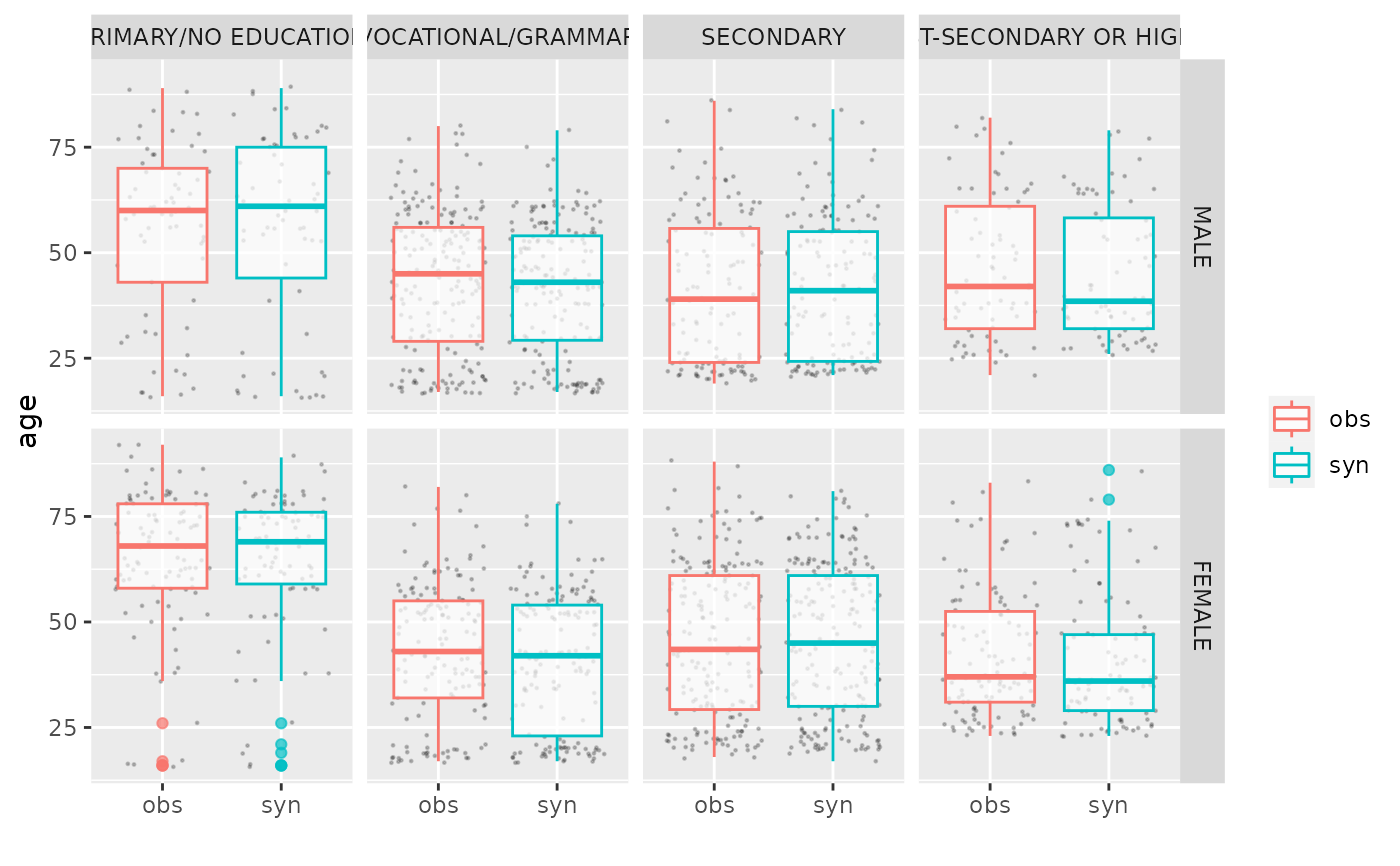 RIMARY/NO EDUCATION
VOCATIONAL/GRAMMAR
SECONDARY
T-SECONDARY OR HIG
75
50
25
MALE
age
obs
syn
75
50
25
FEMALE
obs
syn
obs
syn
obs
syn
obs
syn